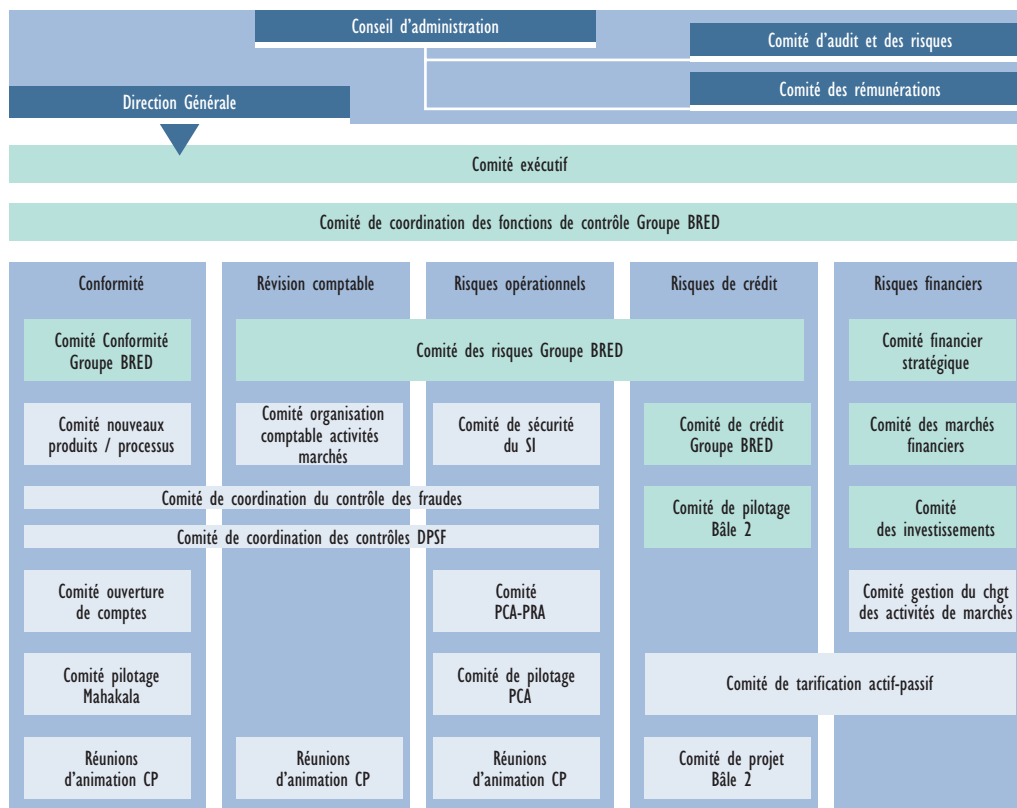 Conseil d'administration
Comité d'audit et des risques
Comité des rémunérations
Direction Générale
Comité exécutif
Comité de coordination des fonctions de contrôle Groupe BRED
Conformité
Révision comptable
Risques opérationnels
Risques de crédit
Risques financiers
Comité Conformité
Groupe BRED
Comité des risques Groupe BRED
Comité financier
stratégique
Comité nouveaux
produits / processus
Comité organisation
comptable activités
marchés
Comité de sécurité
du SI
Comité de crédit
Groupe BRED
Comité des marchés
financiers
Comité de coordination du contrôle des fraudes
Comité de coordination des contrôles DPSF
Comité de pilotage
Bâle 2
Comité
des investissements
Comité ouverture
de comptes
Comité
PCA-PRA
Comité gestion du chgt
des activités de marchés
Comité pilotage
Mahakala
Comité de pilotage
PCA
Comité de tarification actif-passif
Réunions
d'animation CP
Réunions
d'animation CP
Réunions
d'animation CP
Comité de projet
Bâle 2